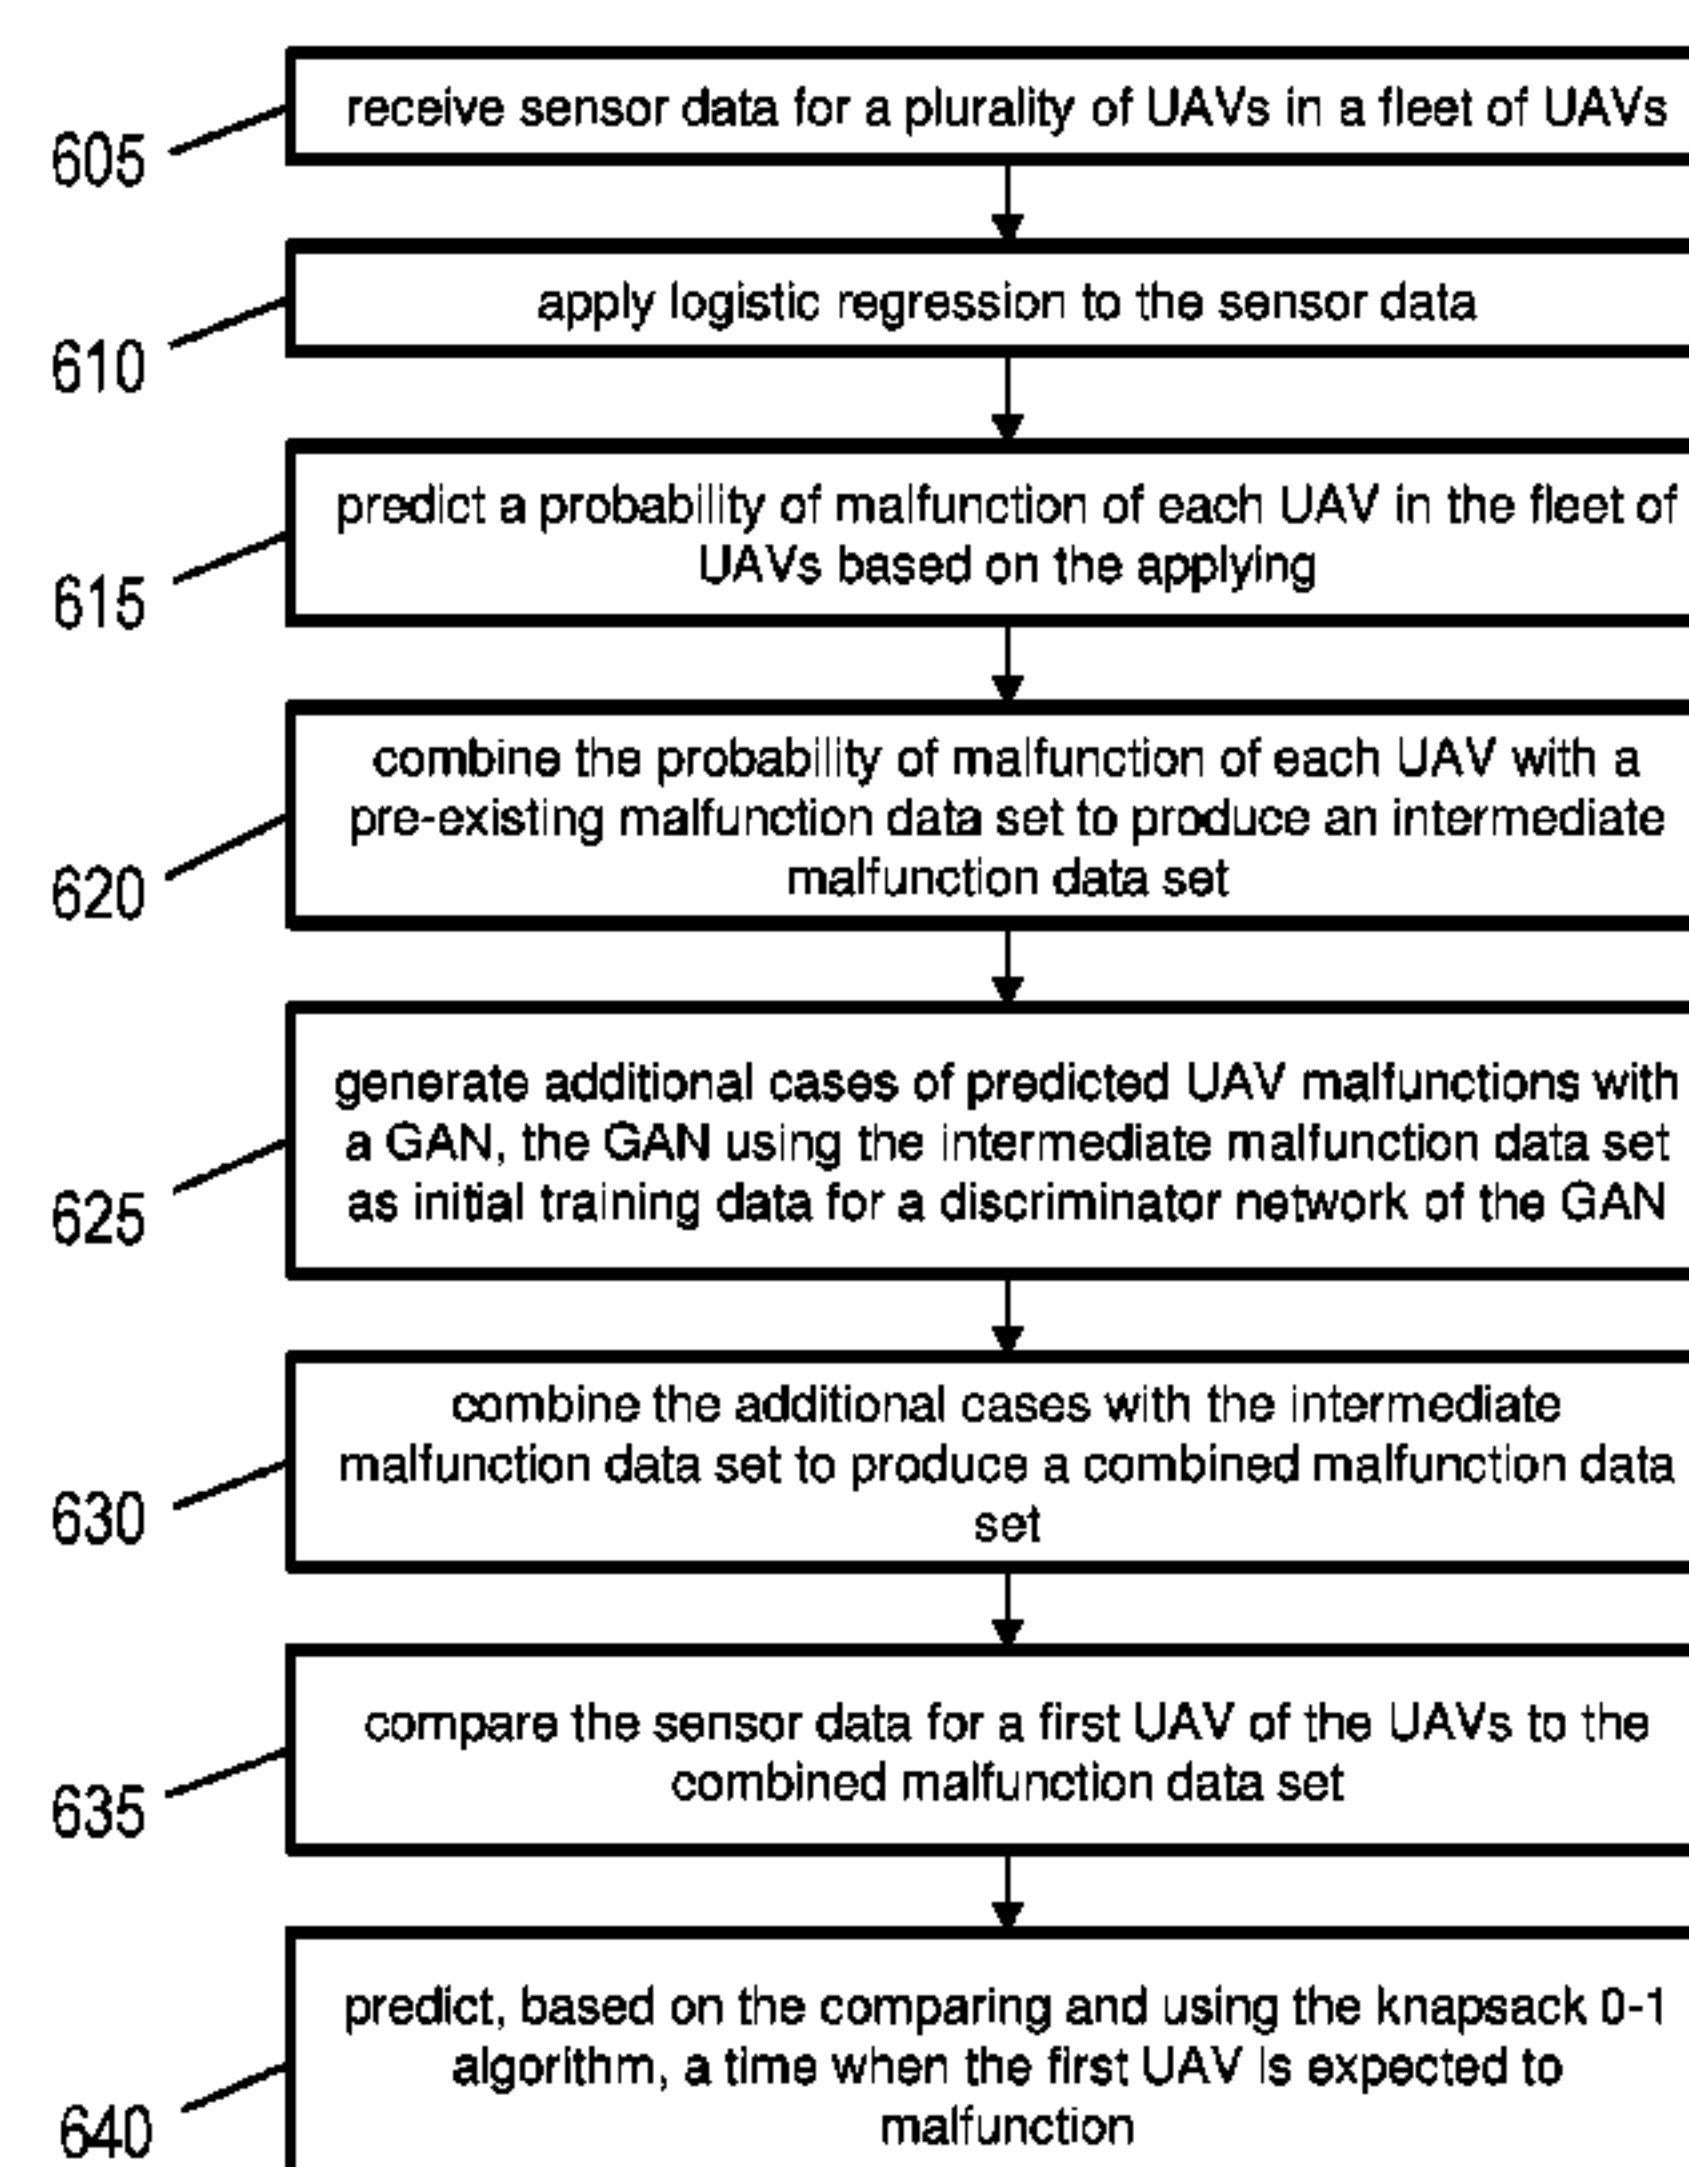 receive sensor data for a plurality of UAVs in a fleet of UAVs
605
apply logistic regression to the sensor data
610
predict a probability of malfunction of each UAV in the fleet of
UAVs based on the applying
615
combine the probability of malfunction of each UAV with a
pre-existing malfunction data set to produce an intermediate
malfunction data set
620
generate additional cases of predicted UAV malfunctions with
a GAN, the GAN using the intermediate malfunction data set
as initial training data for a discriminator network of the GAN
625
combine the additional cases with the intermediate
malfunction data set to produce a combined malfunction data
set
630
compare the sensor data for a first UAV of the UAVs to the
combined malfunction data set
635
predict, based on the comparing and using the knapsack 0-1
algorithm, a time when the first UAV is expected to
malfunction
640